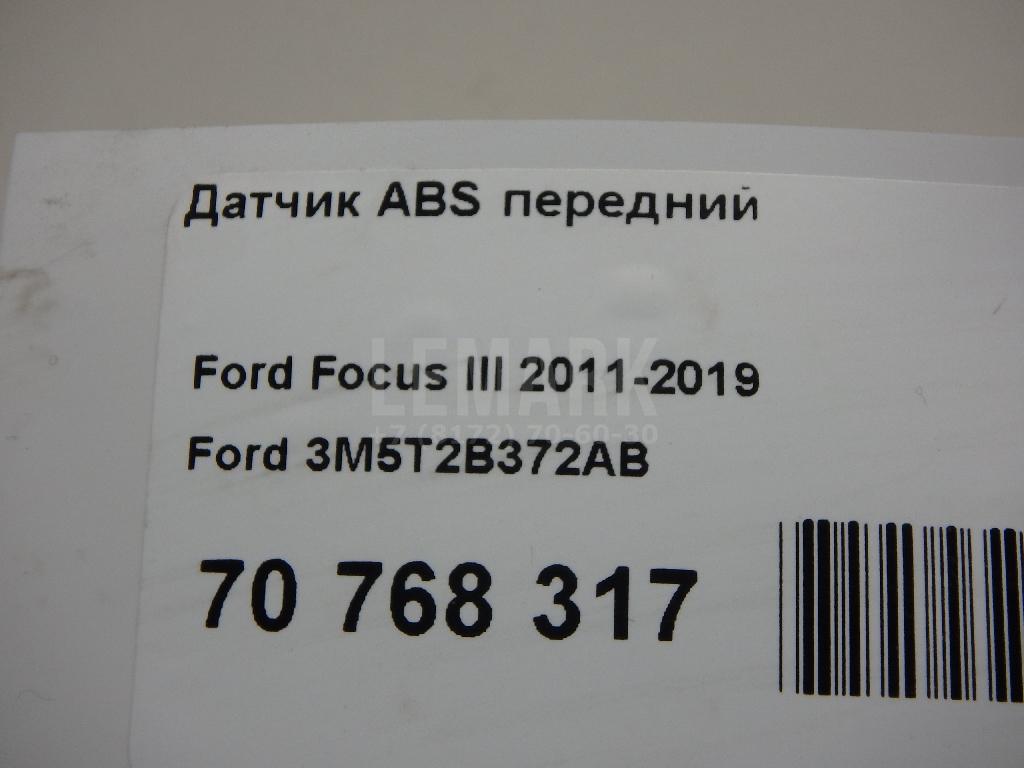 Датчик ABS передний
Ford Focus III 2011-2019
LEMARK
+7 (8172) 70-60-30
Ford 3M5T2B372AB
70 768 317